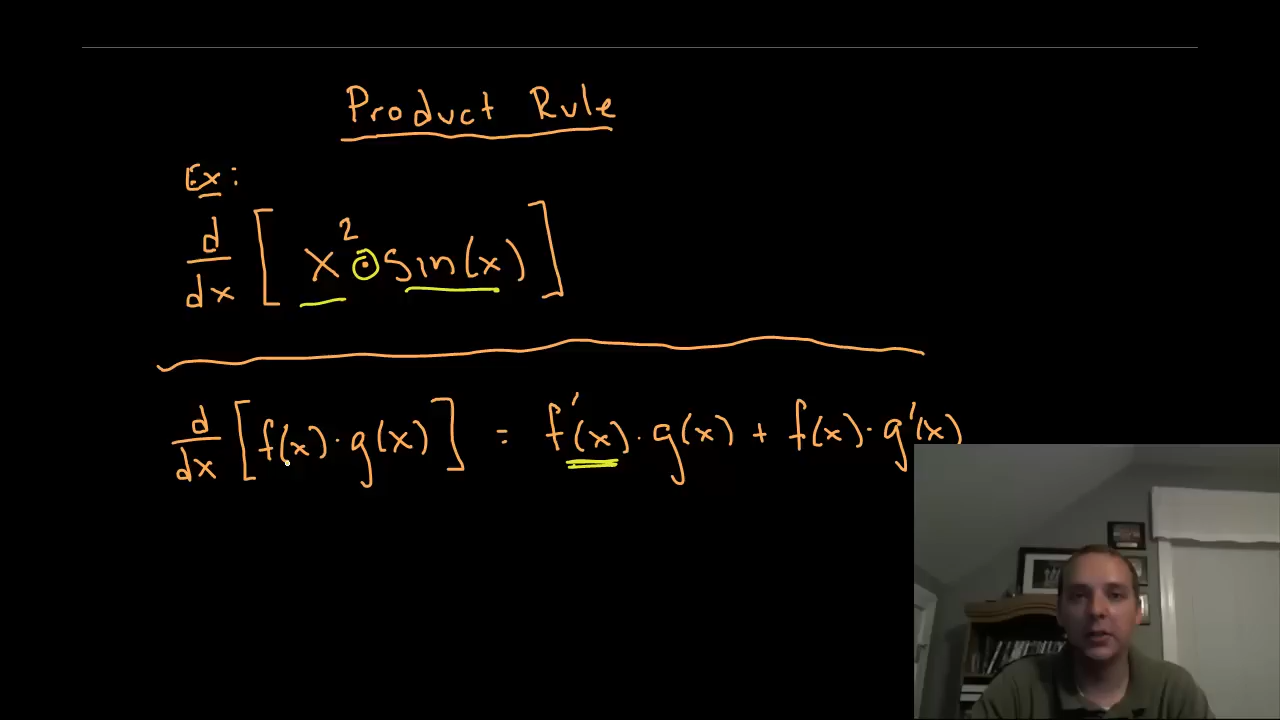 Product Rule
Ex:
d/dx [ x² · sin(x) ]
d/dx [ f(x) · g(x) ] = f'(x) · g(x) + f(x) · g'(x)